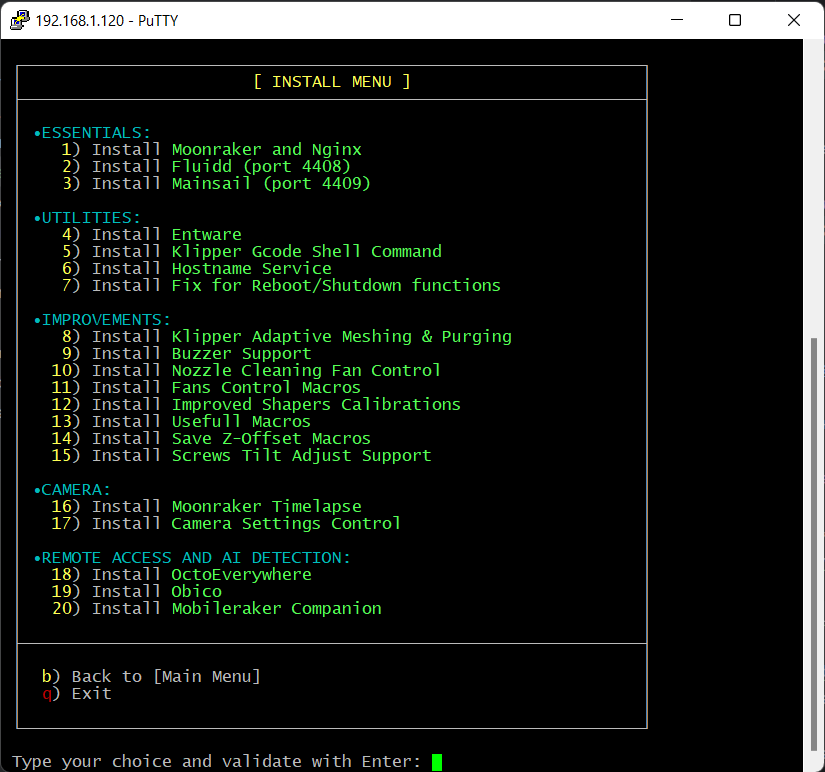 192.168.1.120 - PuTTY
[ INSTALL MENU ]
•ESSENTIALS:
1) Install Moonraker and Nginx
2) Install Fluidd (port 4408)
3) Install Mainsail (port 4409)
•UTILITIES:
4) Install Entware
5) Install Klipper Gcode Shell Command
6) Install Hostname Service
7) Install Fix for Reboot/Shutdown functions
•IMPROVEMENTS:
8) Install Klipper Adaptive Meshing & Purging
9) Install Buzzer Support
10) Install Nozzle Cleaning Fan Control
11) Install Fans Control Macros
12) Install Improved Shapers Calibrations
13) Install Usefull Macros
14) Install Save Z-Offset Macros
15) Install Screws Tilt Adjust Support
•CAMERA:
16) Install Moonraker Timelapse
17) Install Camera Settings Control
•REMOTE ACCESS AND AI DETECTION:
18) Install OctoEverywhere
19) Install Obico
20) Install Mobileraker Companion
b) Back to [Main Menu]
q) Exit
Type your choice and validate with Enter: